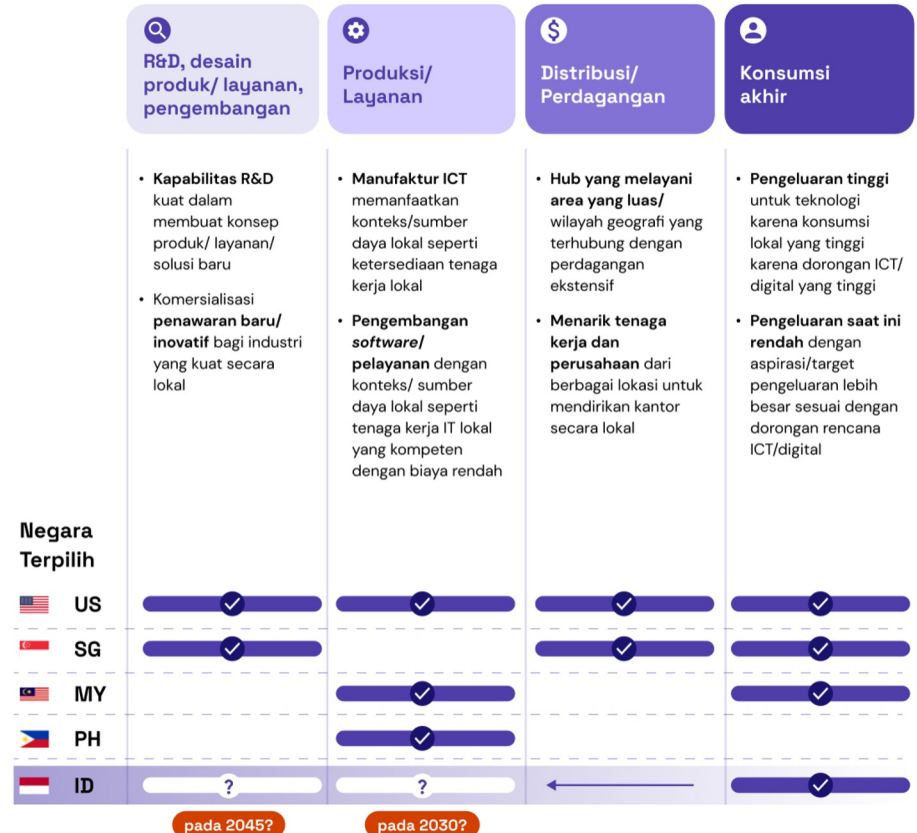 R&D, desain
produk/ layanan,
pengembangan
Produksi/
Layanan
$
Distribusi/
Perdagangan
Konsumsi
akhir
• Kapabilitas R&D
kuat dalam
membuat konsep
produk/ layanan/
solusi baru
• Komersialisasi
penawaran baru/
inovatif bagi industri
yang kuat secara
lokal
• Manufaktur ICT
memanfaatkan
konteks/sumber
daya lokal seperti
ketersediaan tenaga
kerja lokal
• Pengembangan
software/
pelayanan dengan
konteks/ sumber
daya lokal seperti
tenaga kerja IT lokal
yang kompeten
dengan biaya rendah
• Hub yang melayani
area yang luas/
wilayah geografi yang
terhubung dengan
perdagangan
ekstensif
• Menarik tenaga
kerja dan
perusahaan dari
berbagai lokasi untuk
mendirikan kantor
secara lokal
• Pengeluaran tinggi
untuk teknologi
karena konsumsi
lokal yang tinggi
karena dorongan ICT/
digital yang tinggi
• Pengeluaran saat ini
rendah dengan
aspirasi/target
pengeluaran lebih
besar sesuai dengan
dorongan rencana
ICT/digital
Negara
Terpilih
US
SG
MY
PH
ID
?
?
pada 2045?
pada 2030?